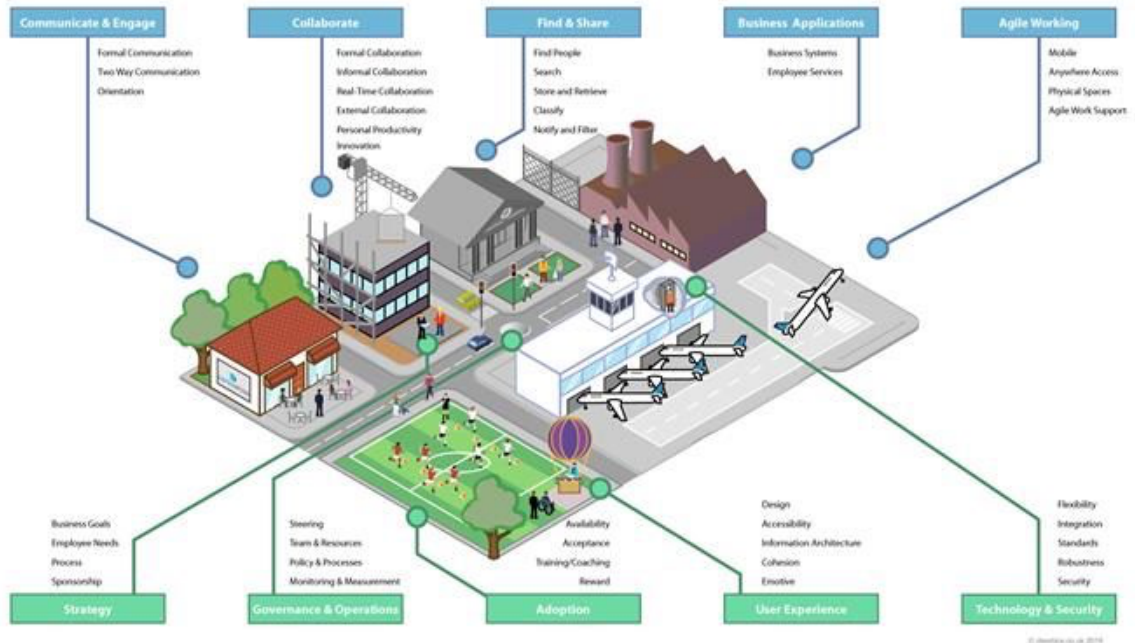 Communicate & Engage
Formal Communication
Two Way Communication
Orientation
Collaborate
Formal Collaboration
Informal Collaboration
Real-Time Collaboration
External Collaboration
Personal Productivity
Innovation
Find & Share
Find People
Search
Store and Retrieve
Classify
Notify and Filter
Business Applications
Business Systems
Employee Services
Agile Working
Mobile
Anywhere Access
Physical Spaces
Agile Work Support
Business Goals
Employee Needs
Process
Sponsorship
Strategy
Steering
Team & Resources
Policy & Processes
Monitoring & Measurement
Governance & Operations
Availability
Acceptance
Training/Coaching
Reward
Adoption
Design
Accessibility
Information Architecture
Cohesion
Emotive
User Experience
Flexibility
Integration
Standards
Robustness
Security
Technology & Security